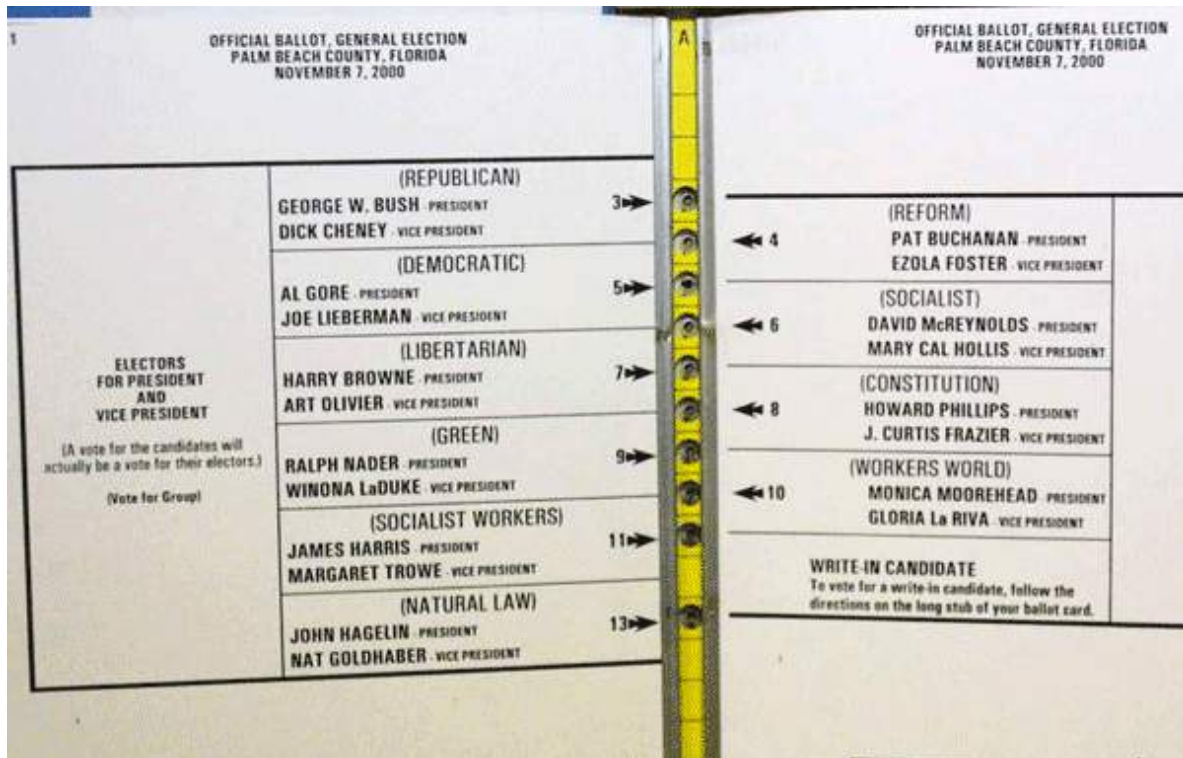 1
OFFICIAL BALLOT, GENERAL ELECTION
PALM BEACH COUNTY, FLORIDA
NOVEMBER 7, 2000
ELECTORS
FOR PRESIDENT
AND
VICE PRESIDENT
(A vote for the candidates will
actually be a vote for their electors.)
(Vote for Group)
(REPUBLICAN)
GEORGE W. BUSH - PRESIDENT
DICK CHENEY - VICE PRESIDENT
3
(DEMOCRATIC)
AL GORE - PRESIDENT
JOE LIEBERMAN - VICE PRESIDENT
5
(LIBERTARIAN)
HARRY BROWNE - PRESIDENT
ART OLIVIER - VICE PRESIDENT
7
(GREEN)
RALPH NADER - PRESIDENT
WINONA LaDUKE - VICE PRESIDENT
9
(SOCIALIST WORKERS)
JAMES HARRIS - PRESIDENT
MARGARET TROWE - VICE PRESIDENT
11
(NATURAL LAW)
JOHN HAGELIN - PRESIDENT
NAT GOLDHABER - VICE PRESIDENT
13
A
OFFICIAL BALLOT, GENERAL ELECTION
PALM BEACH COUNTY, FLORIDA
NOVEMBER 7, 2000
(REFORM)
4 PAT BUCHANAN - PRESIDENT
EZOLA FOSTER - VICE PRESIDENT
(SOCIALIST)
6 DAVID McREYNOLDS - PRESIDENT
MARY CAL HOLLIS - VICE PRESIDENT
(CONSTITUTION)
8 HOWARD PHILLIPS - PRESIDENT
J. CURTIS FRAZIER - VICE PRESIDENT
(WORKERS WORLD)
10 MONICA MOOREHEAD - PRESIDENT
GLORIA La RIVA - VICE PRESIDENT
WRITE-IN CANDIDATE
To vote for a write-in candidate, follow the
directions on the long stub of your ballot card.